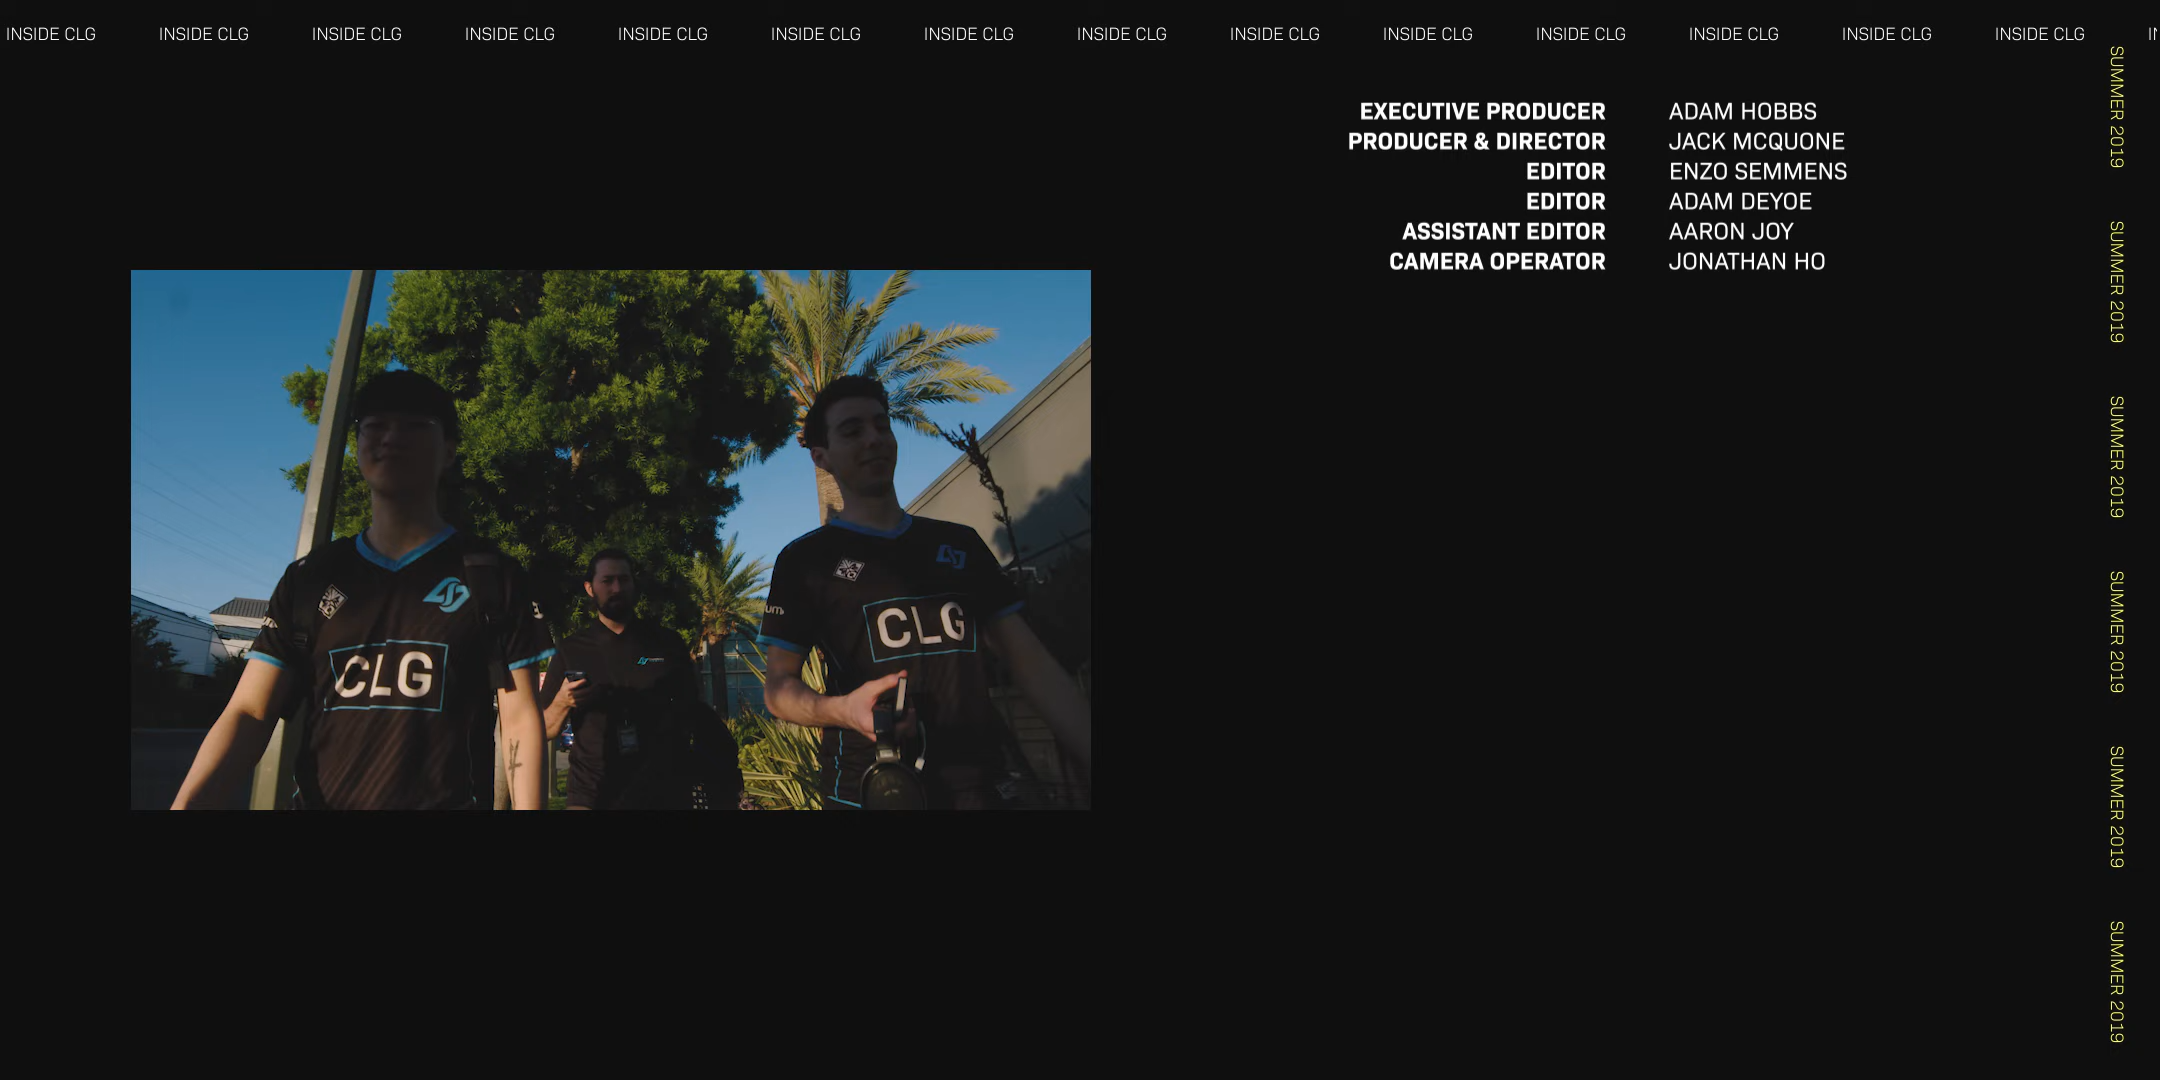 INSIDE CLG INSIDE CLG INSIDE CLG INSIDE CLG INSIDE CLG INSIDE CLG INSIDE CLG INSIDE CLG INSIDE CLG INSIDE CLG INSIDE CLG INSIDE CLG INSIDE CLG INSIDE CLG
EXECUTIVE PRODUCER ADAM HOBBS
PRODUCER & DIRECTOR JACK MCQUONE
EDITOR ENZO SEMMENS
EDITOR ADAM DEYOE
ASSISTANT EDITOR AARON JOY
CAMERA OPERATOR JONATHAN HO
CLG
CLG
SUMMER 2019 SUMMER 2019 SUMMER 2019 SUMMER 2019 SUMMER 2019 SUMMER 2019